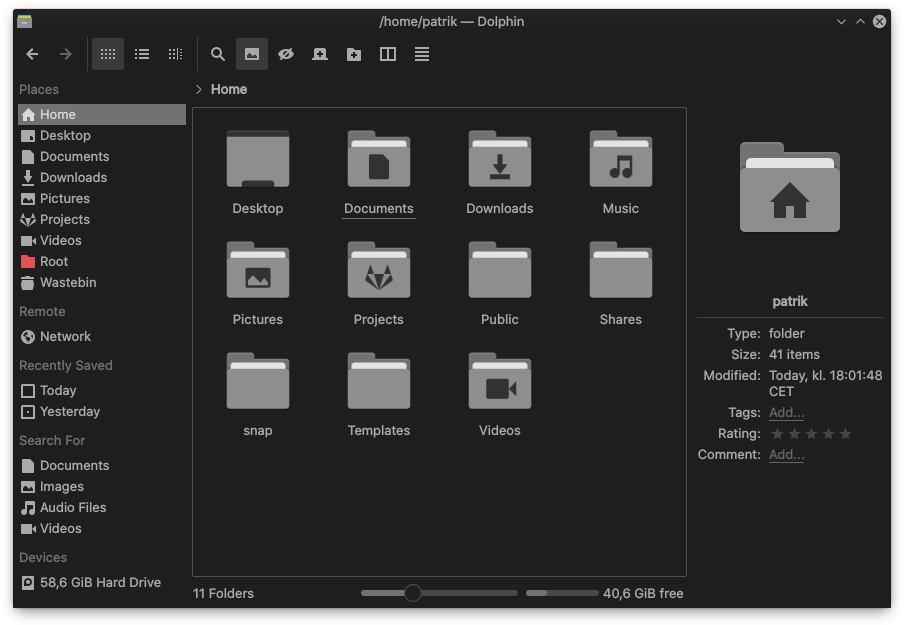 /home/patrik — Dolphin
Places
Home
Desktop
Documents
Downloads
Pictures
Projects
Videos
Root
Wastebin
Remote
Network
Recently Saved
Today
Yesterday
Search For
Documents
Images
Audio Files
Videos
Devices
58,6 GiB Hard Drive
Home
Desktop
Documents
Downloads
Music
Pictures
Projects
Public
Shares
snap
Templates
Videos
11 Folders
40,6 GiB free
patrik
Type: folder
Size: 41 items
Modified: Today, kl. 18:01:48
CET
Tags: Add...
Rating:
Comment: Add...